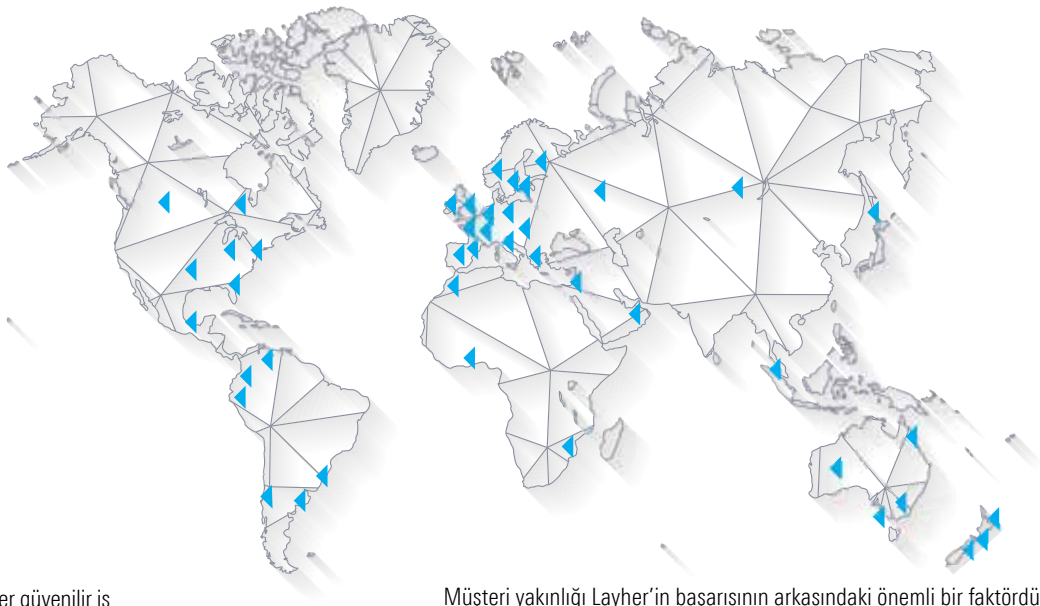 er güvenilir iş
Müşteri yakınlığı Layher'in başarısının arkasındaki önemli bir faktördü